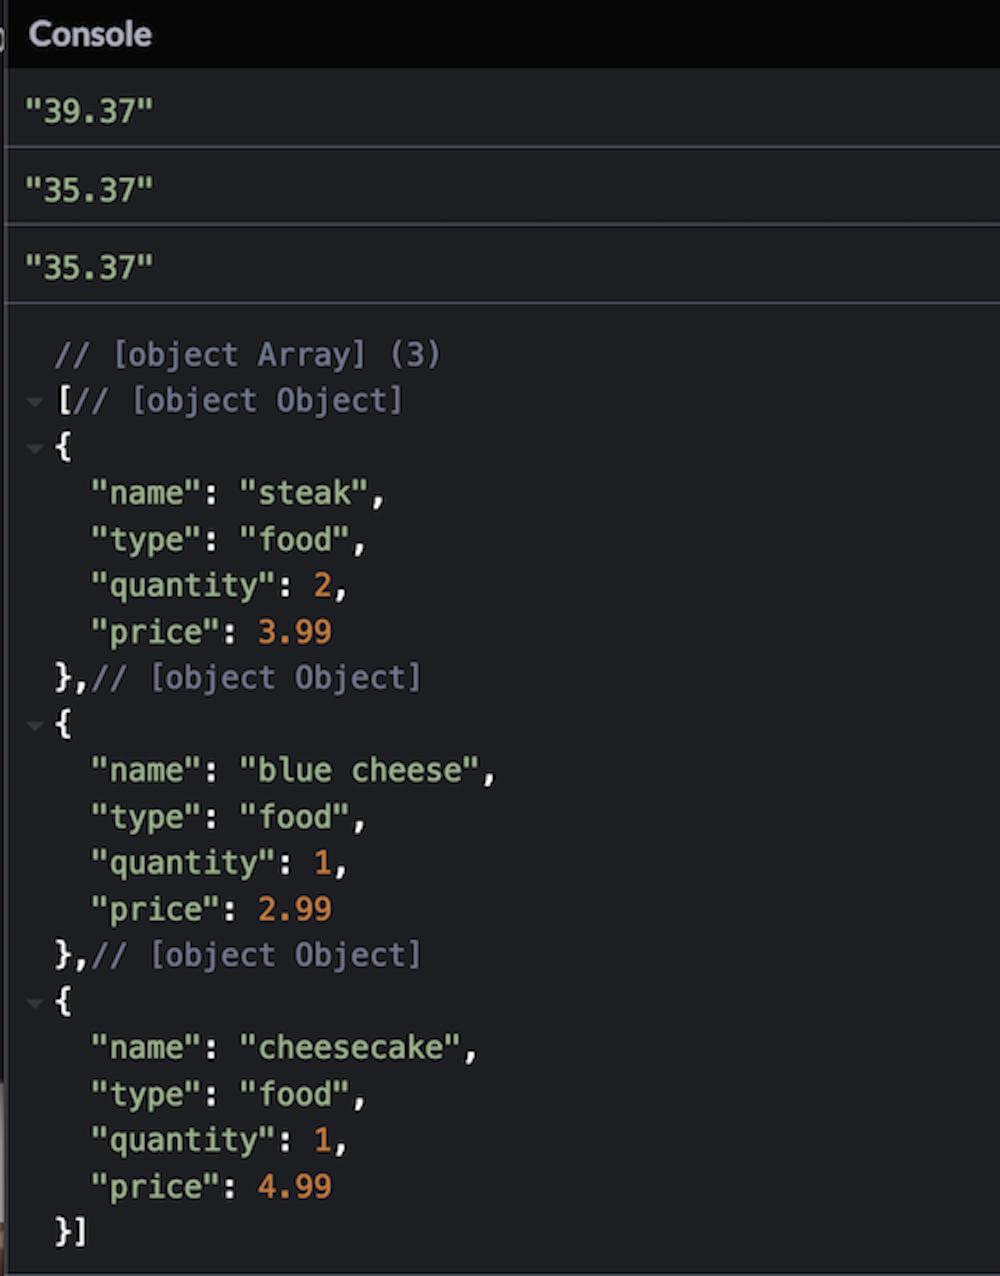 Console
"39.37"
"35.37"
"35.37"
// [object Array] (3)
[// [object Object]
{
"name": "steak",
"type": "food",
"quantity": 2,
"price": 3.99
},// [object Object]
{
"name": "blue cheese",
"type": "food",
"quantity": 1,
"price": 2.99
},// [object Object]
{
"name": "cheesecake",
"type": "food",
"quantity": 1,
"price": 4.99
}]